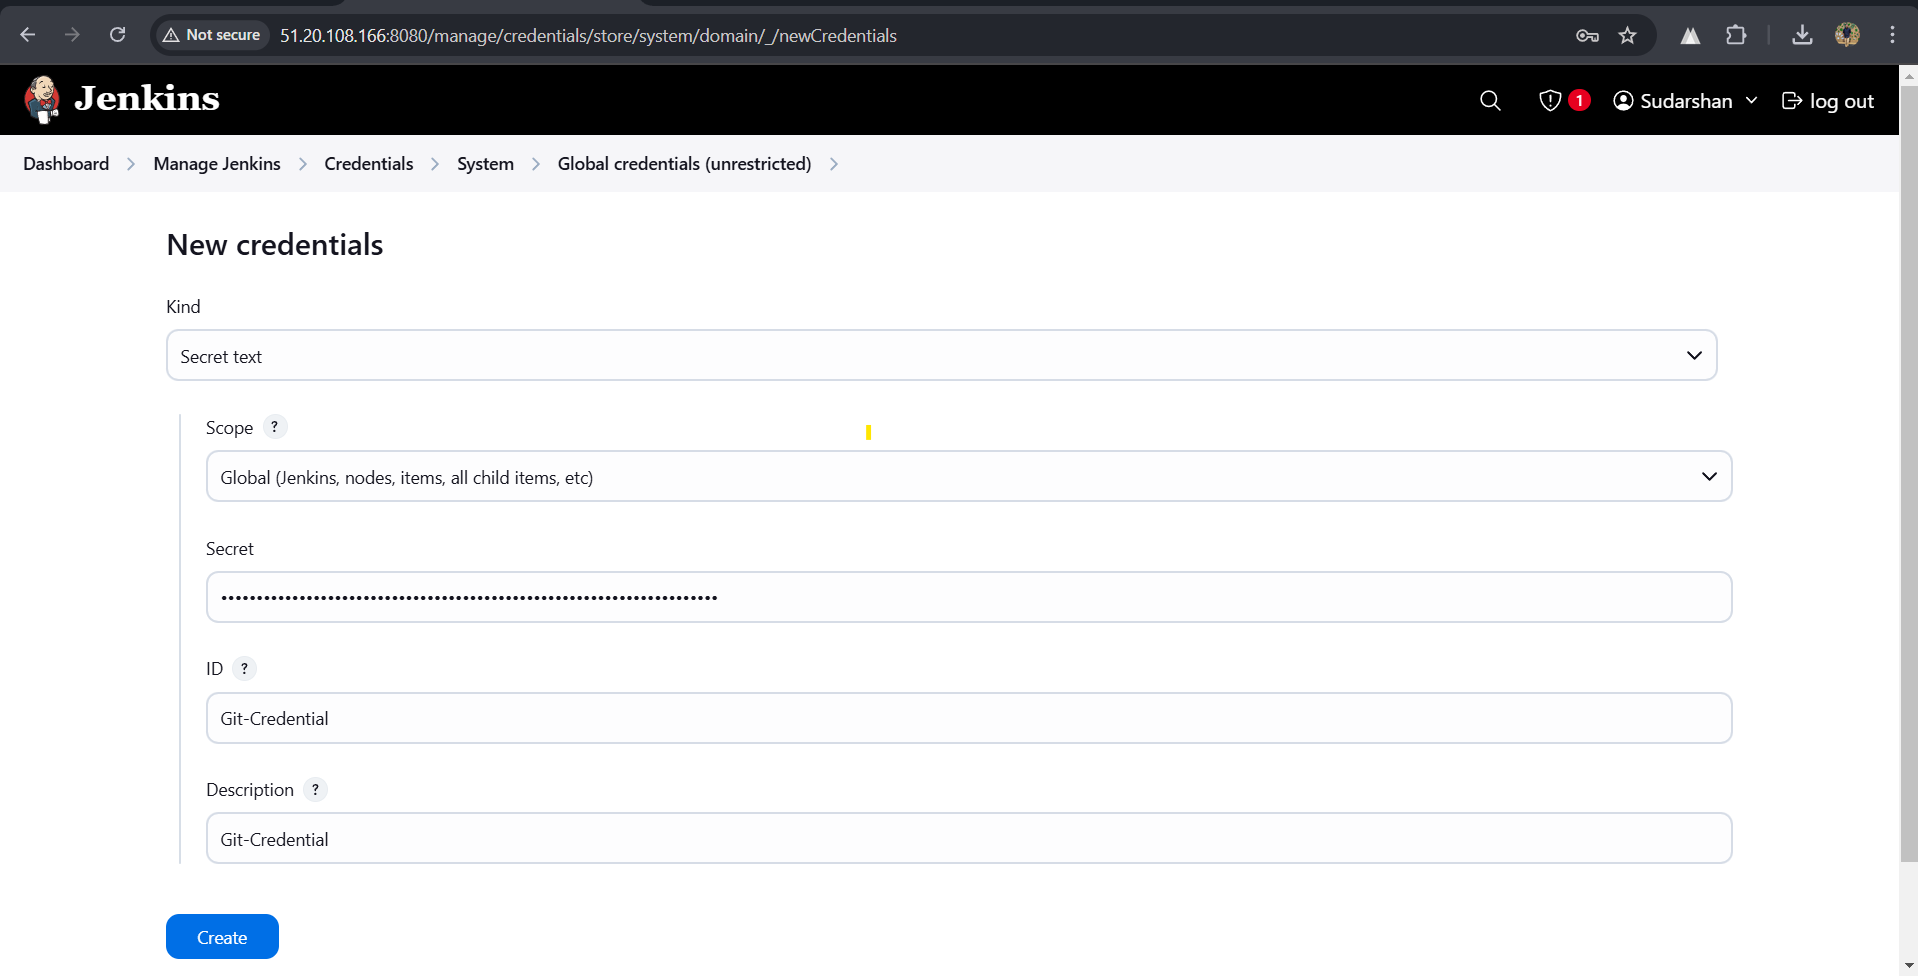 Not secure 51.20.108.166:8080/manage/credentials/store/system/domain/_/newCredentials
Jenkins 1 Sudarshan log out
Dashboard Manage Jenkins Credentials System Global credentials (unrestricted)
New credentials
Kind
Secret text
Scope ?
Global (Jenkins, nodes, items, all child items, etc)
Secret
ID ?
Git-Credential
Description ?
Git-Credential
Create